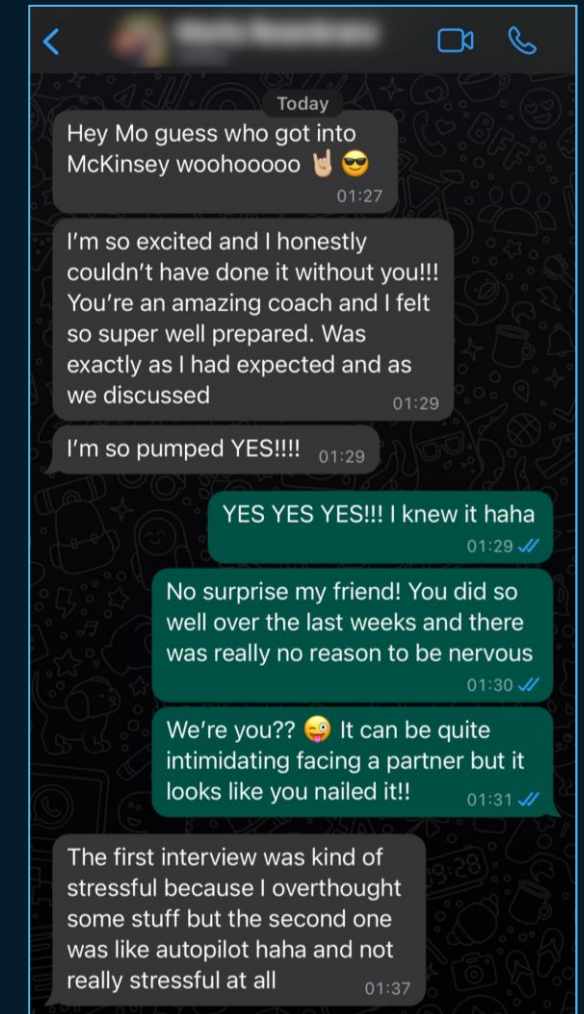 Today
Hey Mo guess who got into
McKinsey woohooooo 🤘🏼 😎
01:27
I’m so excited and I honestly
couldn’t have done it without you!!!
You’re an amazing coach and I felt
so super well prepared. Was
exactly as I had expected and as
we discussed
01:29
I’m so pumped YES!!!! 01:29
YES YES YES!!! I knew it haha
01:29
No surprise my friend! You did so
well over the last weeks and there
was really no reason to be nervous
01:30
We’re you?? 😜 It can be quite
intimidating facing a partner but it
looks like you nailed it!! 01:31
The first interview was kind of
stressful because I overthought
some stuff but the second one
was like autopilot haha and not
really stressful at all 01:37